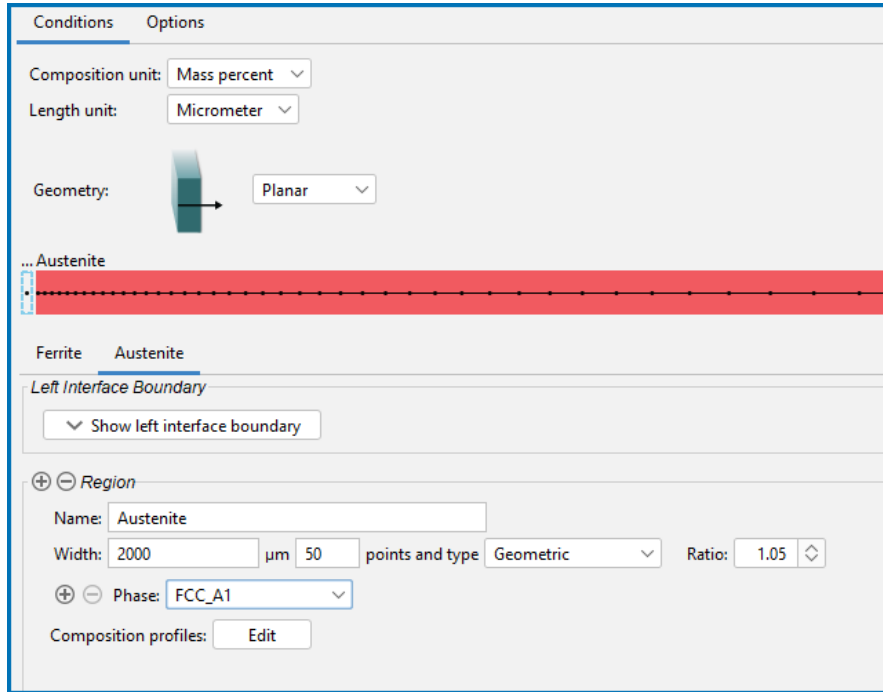 Conditions Options
Composition unit: Mass percent
Length unit: Micrometer
Geometry: Planar
... Austenite
Ferrite Austenite
Left Interface Boundary
Show left interface boundary
Region
Name: Austenite
Width: 2000 µm 50 points and type Geometric Ratio: 1.05
Phase: FCC_A1
Composition profiles: Edit